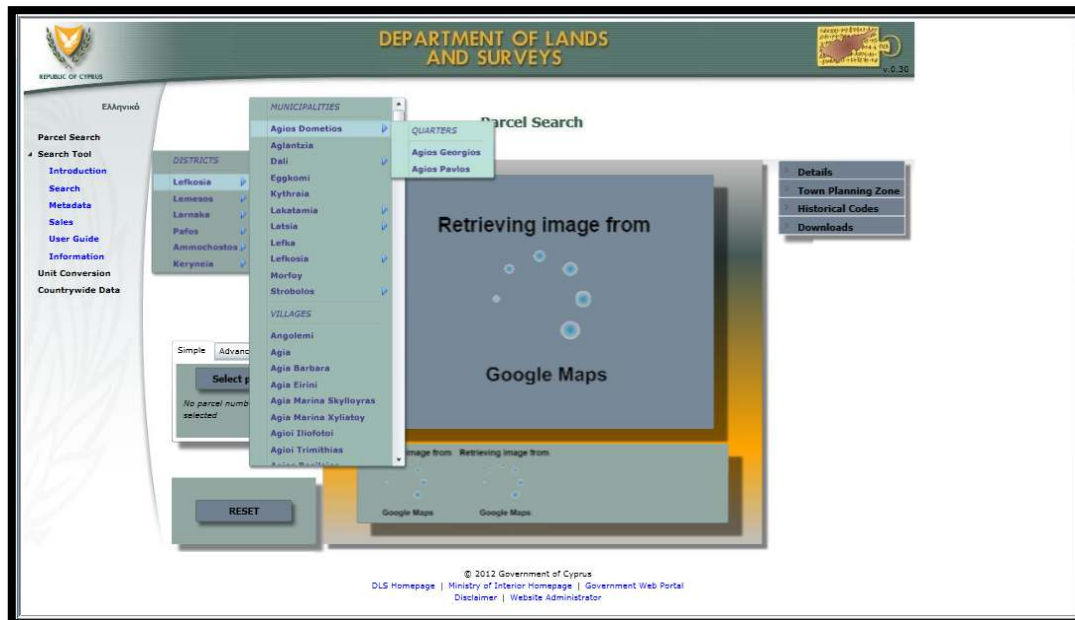 DEPARTMENT OF LANDS
AND SURVEYS
REPUBLIC OF CYPRUS
v.0.30
Ελληνικά
Parcel Search
Search Tool
Introduction
Search
Metadata
Sales
User Guide
Information
Unit Conversion
Countrywide Data
DISTRICTS
Lefkosia
Lemesos
Larnaka
Pafos
Ammochostos
Keryneia
MUNICIPALITIES
Agios Dometios
Aglantzia
Dali
Eggkomi
Kythraia
Lakatamia
Latsia
Lefka
Lefkosia
Morfoy
Strobolos
VILLAGES
Angolemi
Agia
Agia Barbara
Agia Eirini
Agia Marina Skylloyras
Agia Marina Xyliatoy
Agioi Iliofotoi
Agioi Trimithias
QUARTERS
Agios Georgios
Agios Pavlos
Parcel Search
Retrieving image from
Google Maps
Details
Town Planning Zone
Historical Codes
Downloads
Simple
Advanc
Select p
No parcel numb
selected
RESET
image from Retrieving image from
Google Maps Google Maps
© 2012 Government of Cyprus
DLS Homepage | Ministry of Interior Homepage | Government Web Portal
Disclaimer | Website Administrator